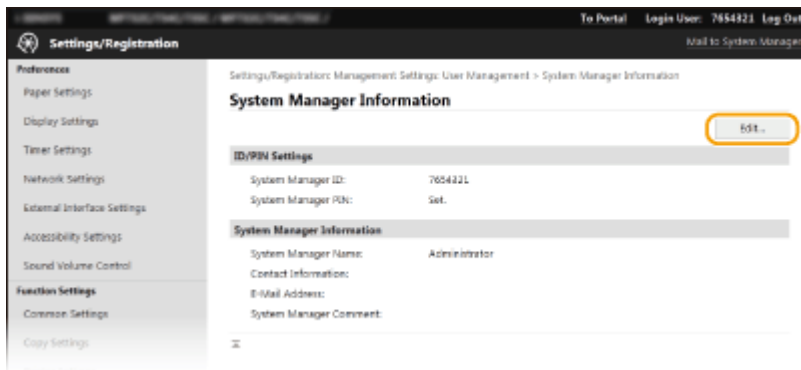 To Portal Login User: 7654321 Log Out
Settings/Registration
Mail to System Manager
Preferences
Paper Settings
Display Settings
Timer Settings
Network Settings
External Interface Settings
Accessibility Settings
Sound Volume Control
Function Settings
Common Settings
Copy Settings
Settings/Registration: Management Settings: User Management > System Manager Information
System Manager Information
Edit...
ID/PIN Settings
System Manager ID: 7654321
System Manager PIN: Set.
System Manager Information
System Manager Name: Administrator
Contact Information:
E-Mail Address:
System Manager Comment: